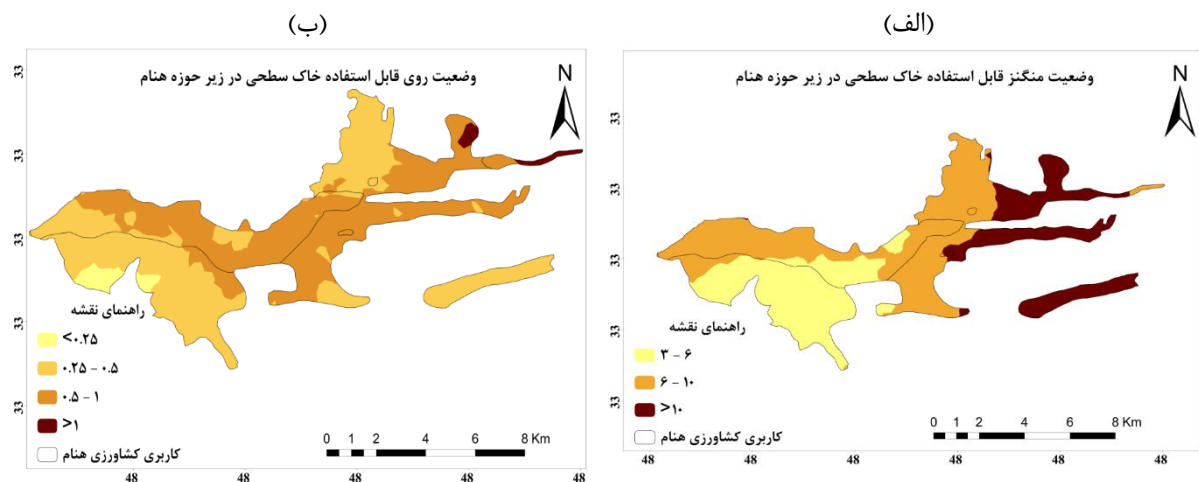 (الف)
وضعیت منگنز قابل استفاده خاک سطحی در زیر حوزه هنام
N
33
33
33
33
راهنمای نقشه
۳ - ۶
۶ - ۱۰
>۱۰
کاربری کشاورزی هنام
0 1 2 4 6 8 Km
48 48 48 48 48 48
(ب)
وضعیت روی قابل استفاده خاک سطحی در زیر حوزه هنام
N
33
33
33
33
33
راهنمای نقشه
<۰.۲۵
۰.۲۵ - ۰.۵
۰.۵ - ۱
>۱
کاربری کشاورزی هنام
0 1 2 4 6 8 Km
48 48 48 48 48